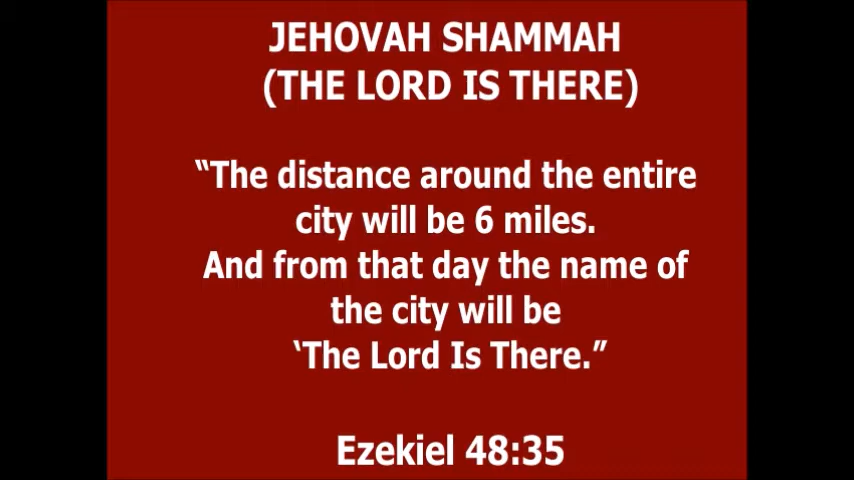 JEHOVAH SHAMMAH
(THE LORD IS THERE)
“The distance around the entire
city will be 6 miles.
And from that day the name of
the city will be
‘The Lord Is There.”
Ezekiel 48:35